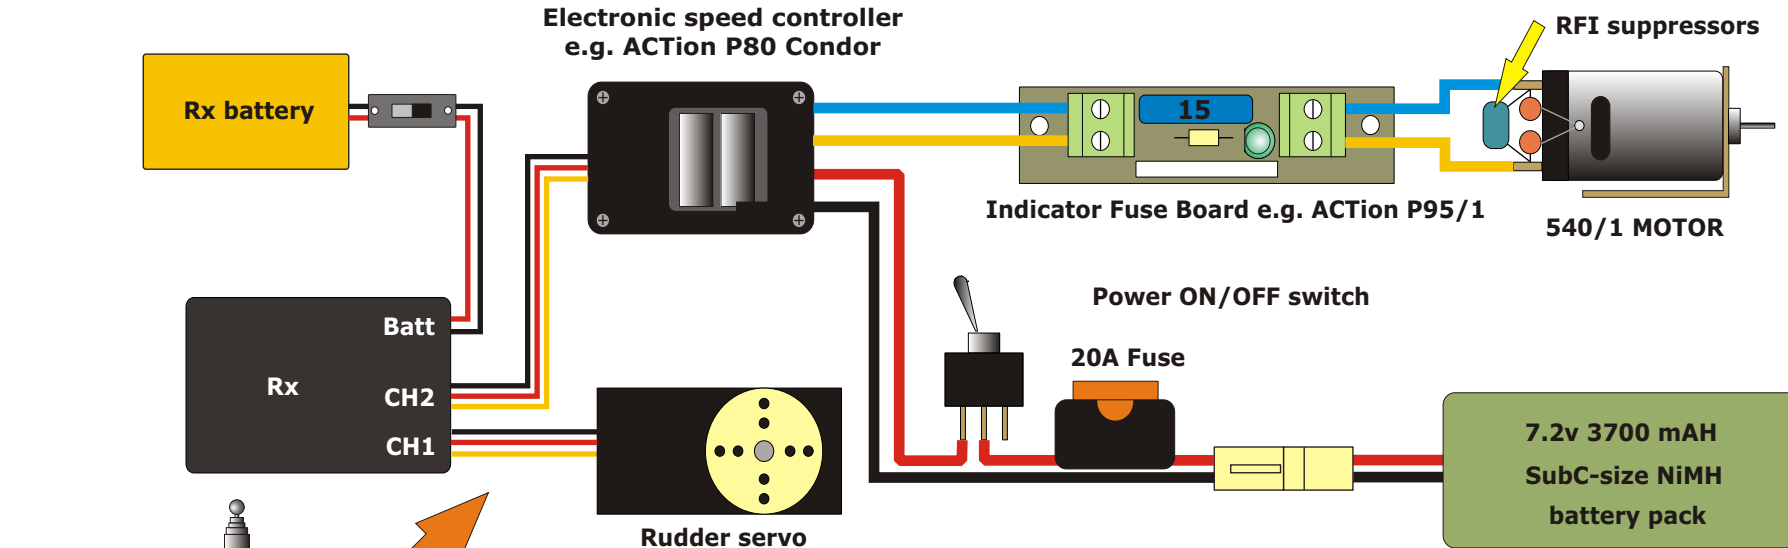 Electronic speed controller
e.g. ACTion P80 Condor
RFI suppressors
Rx battery
15
Indicator Fuse Board e.g. ACTion P95/1
540/1 MOTOR
Power ON/OFF switch
Batt
20A Fuse
Rx
CH2
CH1
7.2v 3700 mAH
SubC-size NiMH
battery pack
Rudder servo